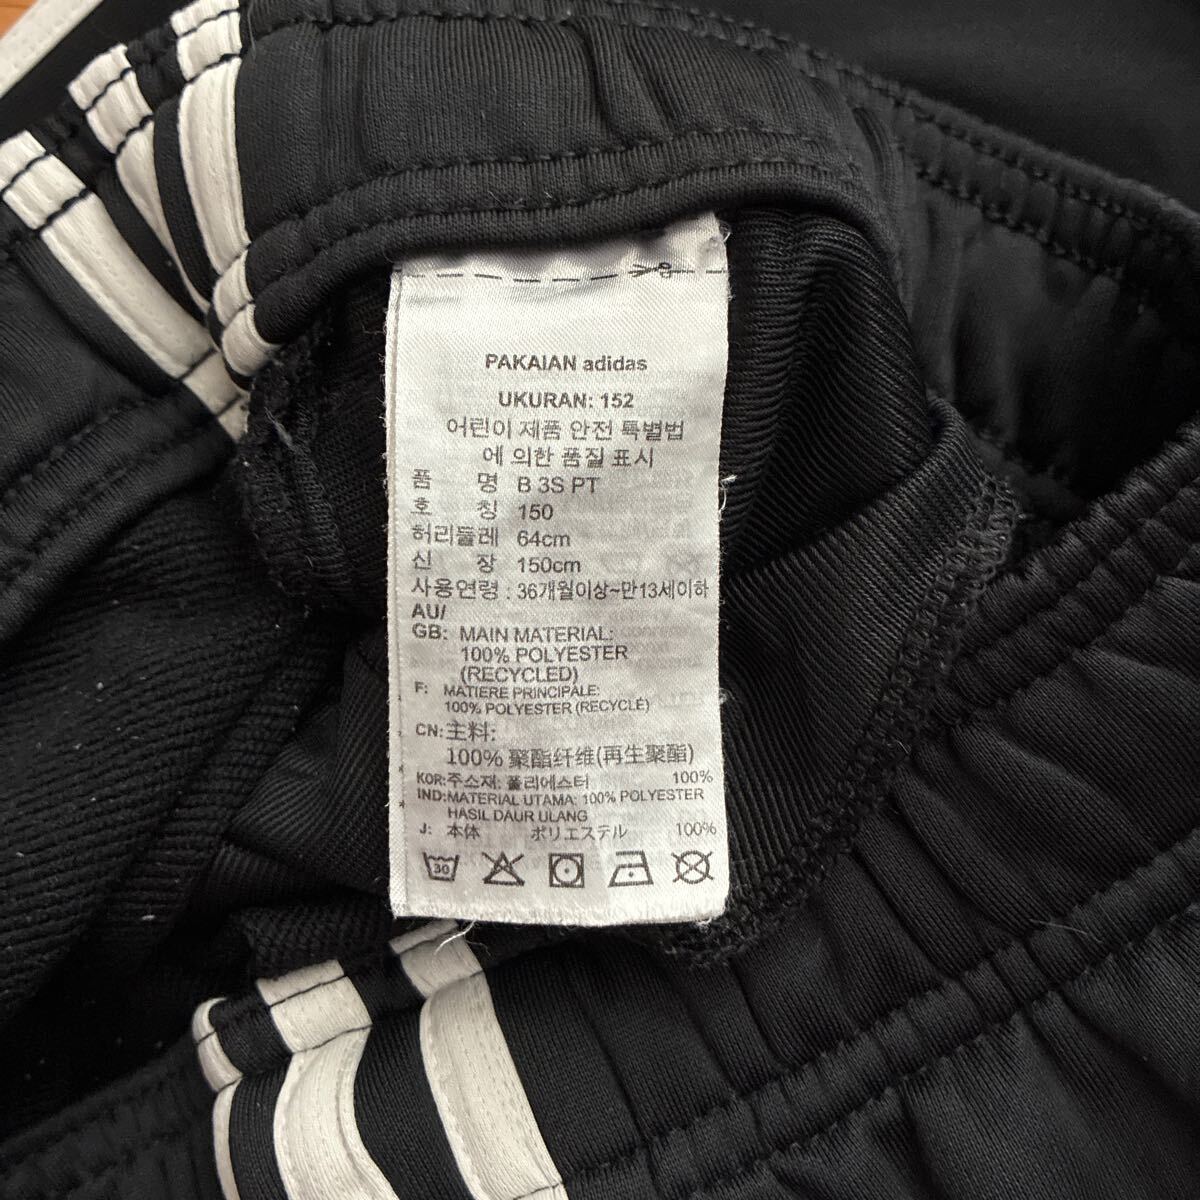 PAKAIAN adidas
UKURAN: 152
어린이 제품 안전 특별법
에 의한 품질 표시
품 명 B 3S PT
호 칭 150
허리둘레 64cm
신 장 150cm
사용연령 : 36개월이상~만13세이하
AU/
GB: MAIN MATERIAL:
100% POLYESTER
(RECYCLED)
F: MATIERE PRINCIPALE:
100% POLYESTER (RECYCLÉ)
CN: 主料:
100% 聚酯纤维(再生聚酯)
KOR: 주소재: 폴리에스터 100%
IND: MATERIAL UTAMA: 100% POLYESTER
HASIL DAUR ULANG
J: 本体 ポリエステル 100%
30